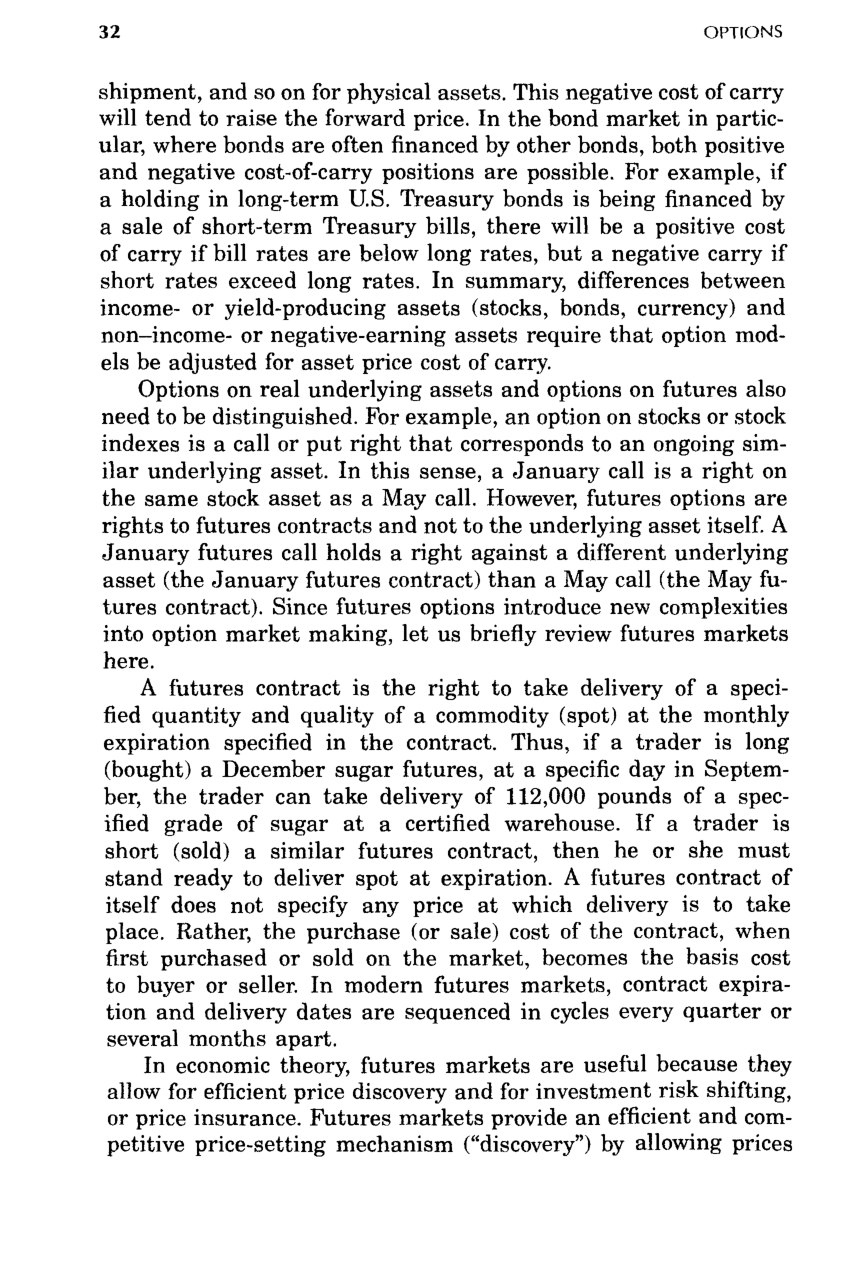 32 OPTIONS
shipment, and so on for physical assets. This negative cost of carry
will tend to raise the forward price. In the bond market in partic-
ular, where bonds are often financed by other bonds, both positive
and negative cost-of-carry positions are possible. For example, if
a holding in long-term U.S. Treasury bonds is being financed by
a sale of short-term Treasury bills, there will be a positive cost
of carry if bill rates are below long rates, but a negative carry if
short rates exceed long rates. In summary, differences between
income- or yield-producing assets (stocks, bonds, currency) and
non–income- or negative-earning assets require that option mod-
els be adjusted for asset price cost of carry.
Options on real underlying assets and options on futures also
need to be distinguished. For example, an option on stocks or stock
indexes is a call or put right that corresponds to an ongoing sim-
ilar underlying asset. In this sense, a January call is a right on
the same stock asset as a May call. However, futures options are
rights to futures contracts and not to the underlying asset itself. A
January futures call holds a right against a different underlying
asset (the January futures contract) than a May call (the May fu-
tures contract). Since futures options introduce new complexities
into option market making, let us briefly review futures markets
here.
A futures contract is the right to take delivery of a speci-
fied quantity and quality of a commodity (spot) at the monthly
expiration specified in the contract. Thus, if a trader is long
(bought) a December sugar futures, at a specific day in Septem-
ber, the trader can take delivery of 112,000 pounds of a spec-
ified grade of sugar at a certified warehouse. If a trader is
short (sold) a similar futures contract, then he or she must
stand ready to deliver spot at expiration. A futures contract of
itself does not specify any price at which delivery is to take
place. Rather, the purchase (or sale) cost of the contract, when
first purchased or sold on the market, becomes the basis cost
to buyer or seller. In modern futures markets, contract expira-
tion and delivery dates are sequenced in cycles every quarter or
several months apart.
In economic theory, futures markets are useful because they
allow for efficient price discovery and for investment risk shifting,
or price insurance. Futures markets provide an efficient and com-
petitive price-setting mechanism (“discovery”) by allowing prices